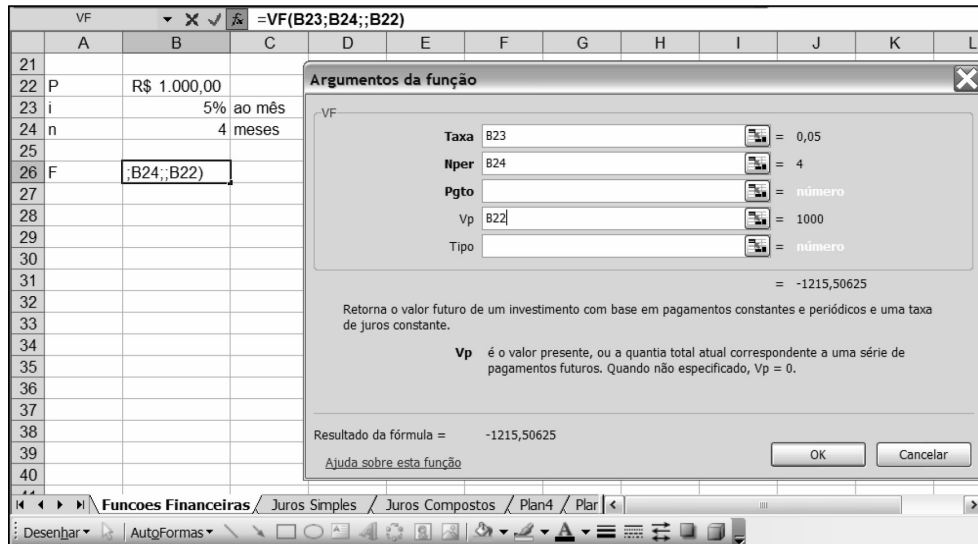 VF =VF(B23;B24;;B22)
A B C D E F G H I J K L
21
22 P R$ 1.000,00
23 i 5% ao mês
24 n 4 meses
25
26 F ;B24;;B22)
27
28
29
30
31
32
33
34
35
36
37
38
39
40
Argumentos da função
VF
Taxa B23 = 0,05
Nper B24 = 4
Pgto = número
Vp B22 = 1000
Tipo = número
= -1215,50625
Retorna o valor futuro de um investimento com base em pagamentos constantes e periódicos e uma taxa
de juros constante.
Vp é o valor presente, ou a quantia total atual correspondente a uma série de
pagamentos futuros. Quando não especificado, Vp = 0.
Resultado da fórmula = -1215,50625
Ajuda sobre esta função
OK Cancelar
Funcoes Financeiras Juros Simples Juros Compostos Plan4 Plar
Desenhar AutoFormas